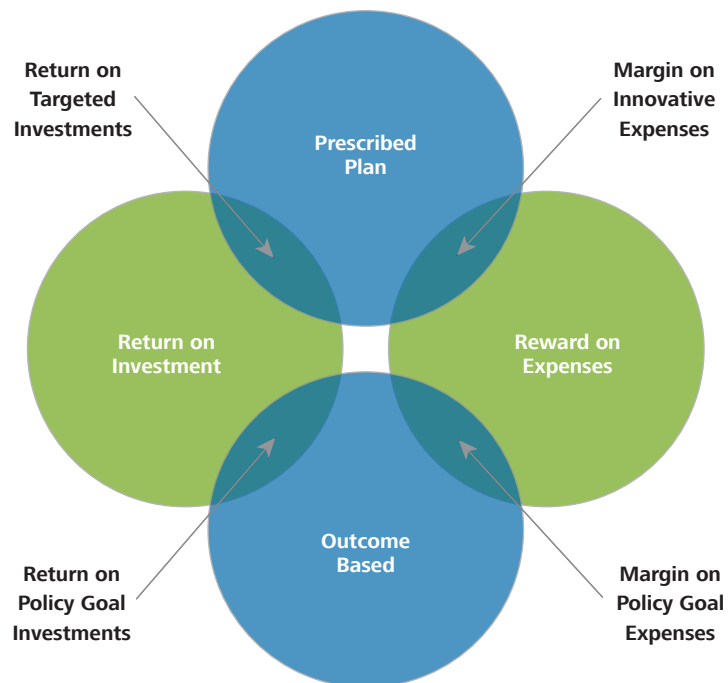 Return on
Targeted
Investments
Margin on
Innovative
Expenses
Prescribed
Plan
Return on
Investment
Reward on
Expenses
Outcome
Based
Return on
Policy Goal
Investments
Margin on
Policy Goal
Expenses